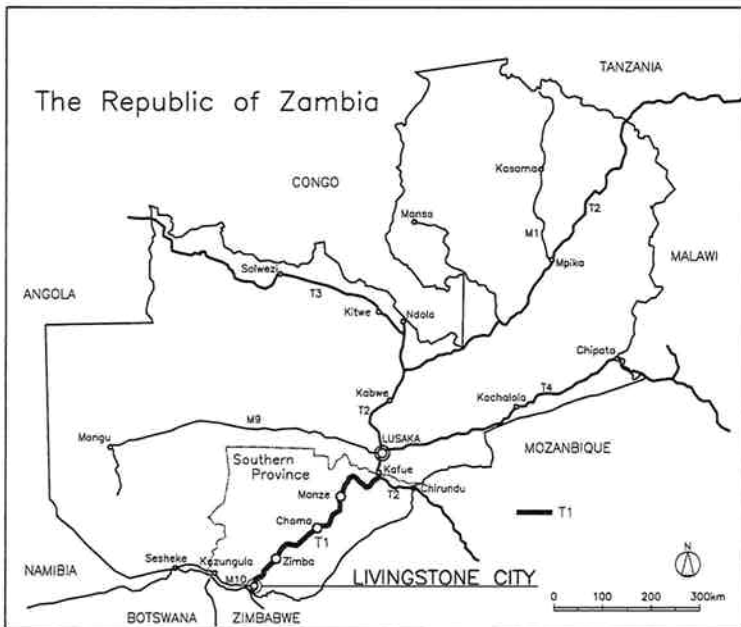 The Republic of Zambia
TANZANIA
CONGO
Kasama
T2
Mansa
M1
MALAWI
Mpika
Solwezi
ANGOLA
T3
Kitwe
Ndola
Chipata
Kabwe
T4
Kachalola
T2
M9
LUSAKA
Mongu
MOZANBIQUE
Southern
Province
Kafue
T2
Chirundu
Monze
T1
Choma
T1
Zimba
Sesheke
Kazungula
N
NAMIBIA
M10
LIVINGSTONE CITY
0 100 200 300km
BOTSWANA
ZIMBABWE